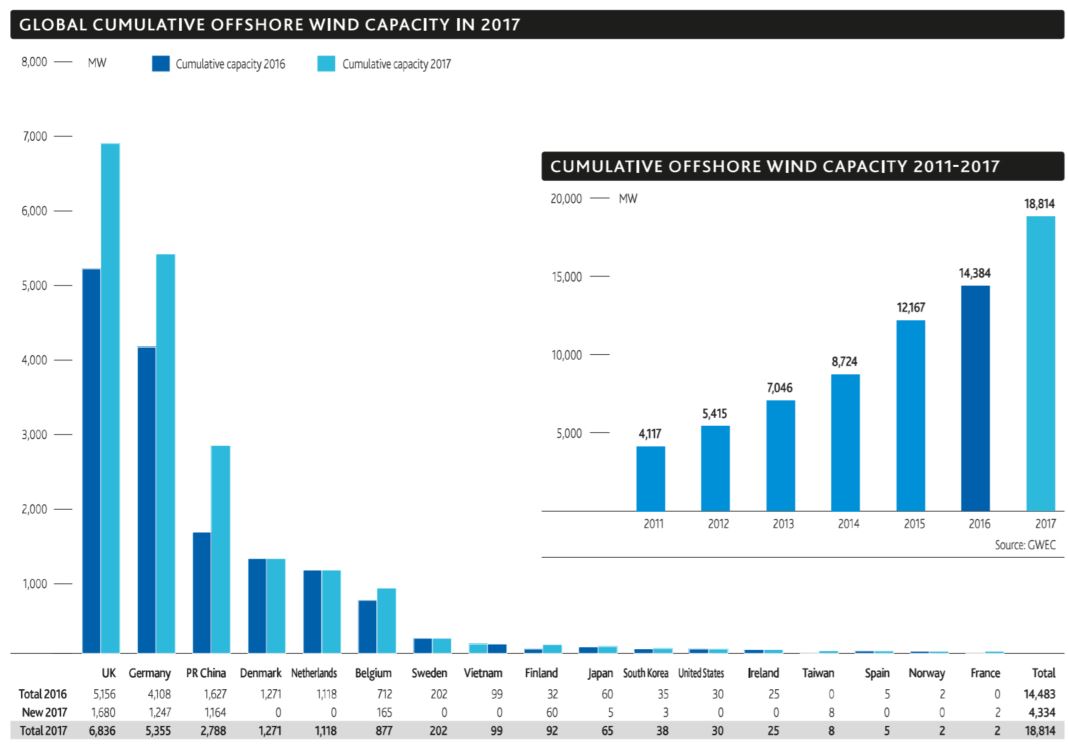 GLOBAL CUMULATIVE OFFSHORE WIND CAPACITY IN 2017
8,000 MW Cumulative capacity 2016 Cumulative capacity 2017
7,000
6,000
5,000
4,000
3,000
2,000
1,000
CUMULATIVE OFFSHORE WIND CAPACITY 2011-2017
20,000 MW
15,000
10,000
5,000
4,117 5,415 7,046 8,724 12,167 14,384 18,814
2011 2012 2013 2014 2015 2016 2017
Source: GWEC
UK Germany PR China Denmark Netherlands Belgium Sweden Vietnam Finland Japan South Korea United States Ireland Taiwan Spain Norway France Total
Total 2016 5,156 4,108 1,627 1,271 1,118 712 202 99 32 60 35 30 25 0 5 2 0 14,483
New 2017 1,680 1,247 1,164 0 0 165 0 0 60 5 3 0 0 8 0 0 2 4,334
Total 2017 6,836 5,355 2,788 1,271 1,118 877 202 99 92 65 38 30 25 8 5 2 2 18,814